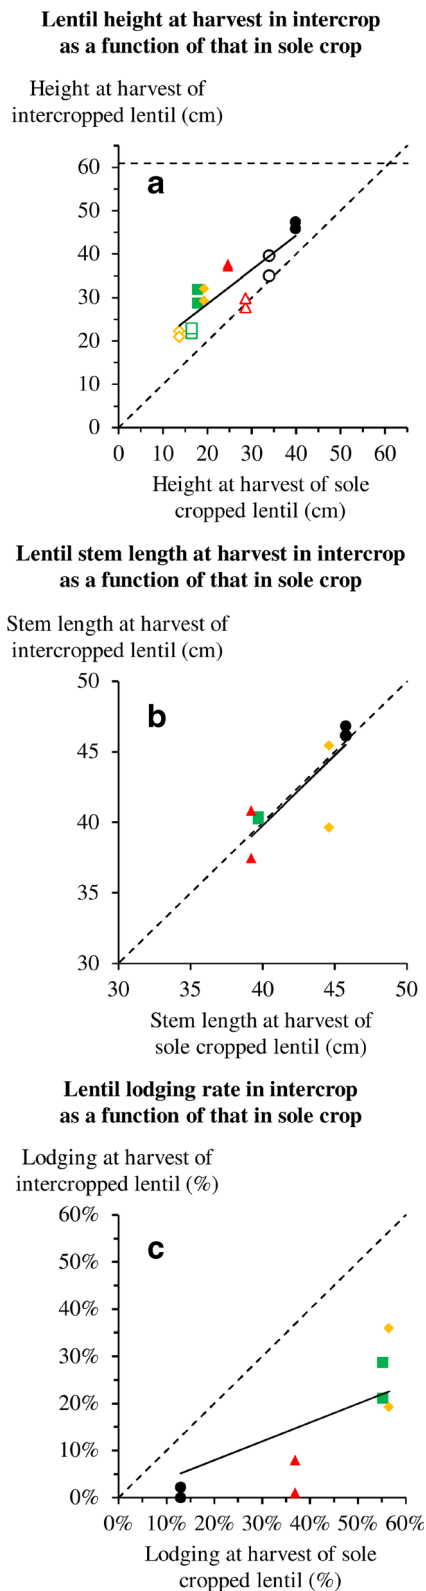 Lentil height at harvest in intercrop
as a function of that in sole crop
Height at harvest of
intercropped lentil (cm)
60
50
40
30
20
10
0
a
0 10 20 30 40 50 60
Height at harvest of sole
cropped lentil (cm)
Lentil stem length at harvest in intercrop
as a function of that in sole crop
Stem length at harvest of
intercropped lentil (cm)
50
45
40
35
30
b
30 35 40 45 50
Stem length at harvest of
sole cropped lentil (cm)
Lentil lodging rate in intercrop
as a function of that in sole crop
Lodging at harvest of
intercropped lentil (%)
60%
50%
40%
30%
20%
10%
0%
c
0% 10% 20% 30% 40% 50% 60%
Lodging at harvest of sole
cropped lentil (%)